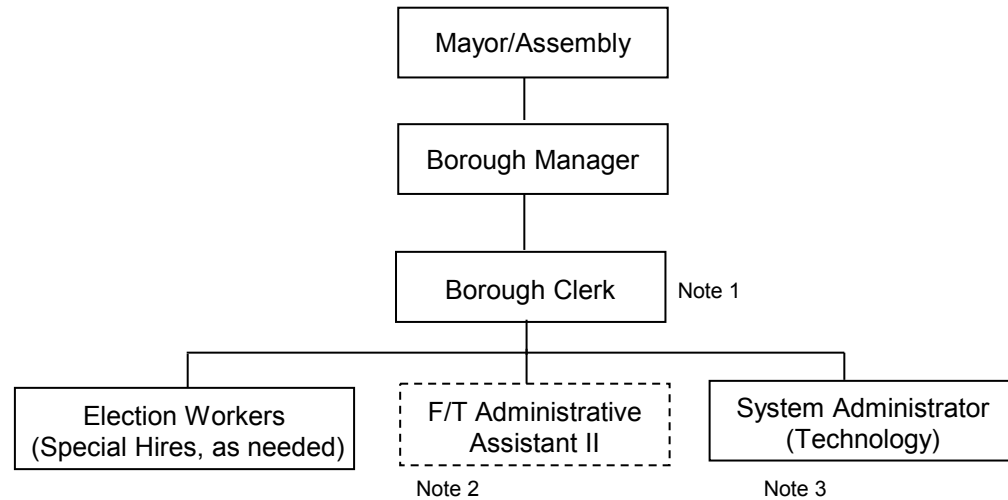 Mayor/Assembly
Borough Manager
Borough Clerk
Note 1
Election Workers
(Special Hires, as needed)
F/T Administrative
Assistant II
System Administrator
(Technology)
Note 2
Note 3